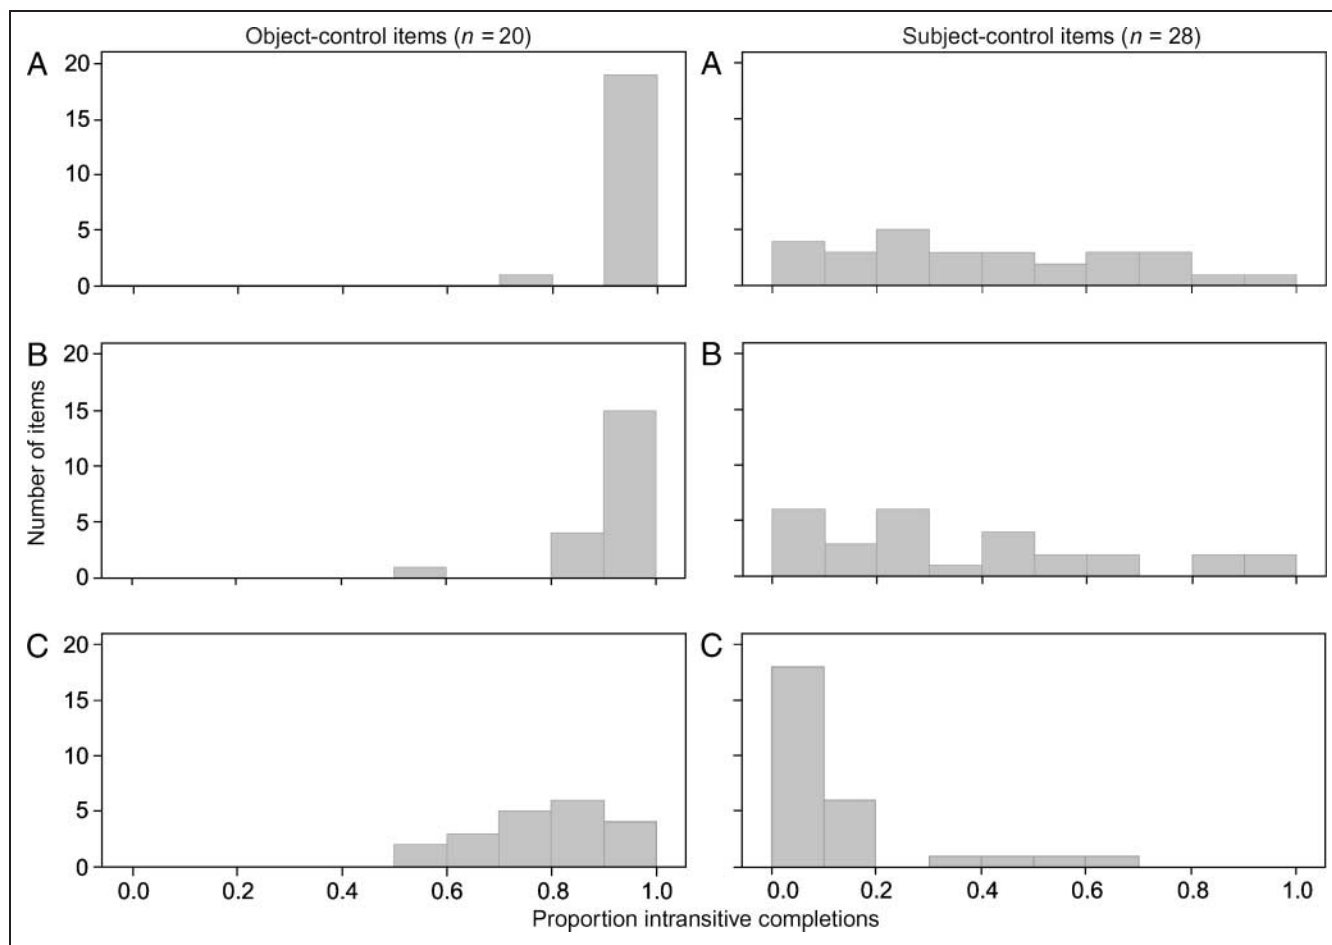 Object-control items (n = 20)
Subject-control items (n = 28)
A
20
15
10
5
0
A
B
20
15
10
5
0
B
Number of items
C
20
15
10
5
0
0.0 0.2 0.4 0.6 0.8 1.0
C
0.0 0.2 0.4 0.6 0.8 1.0
Proportion intransitive completions